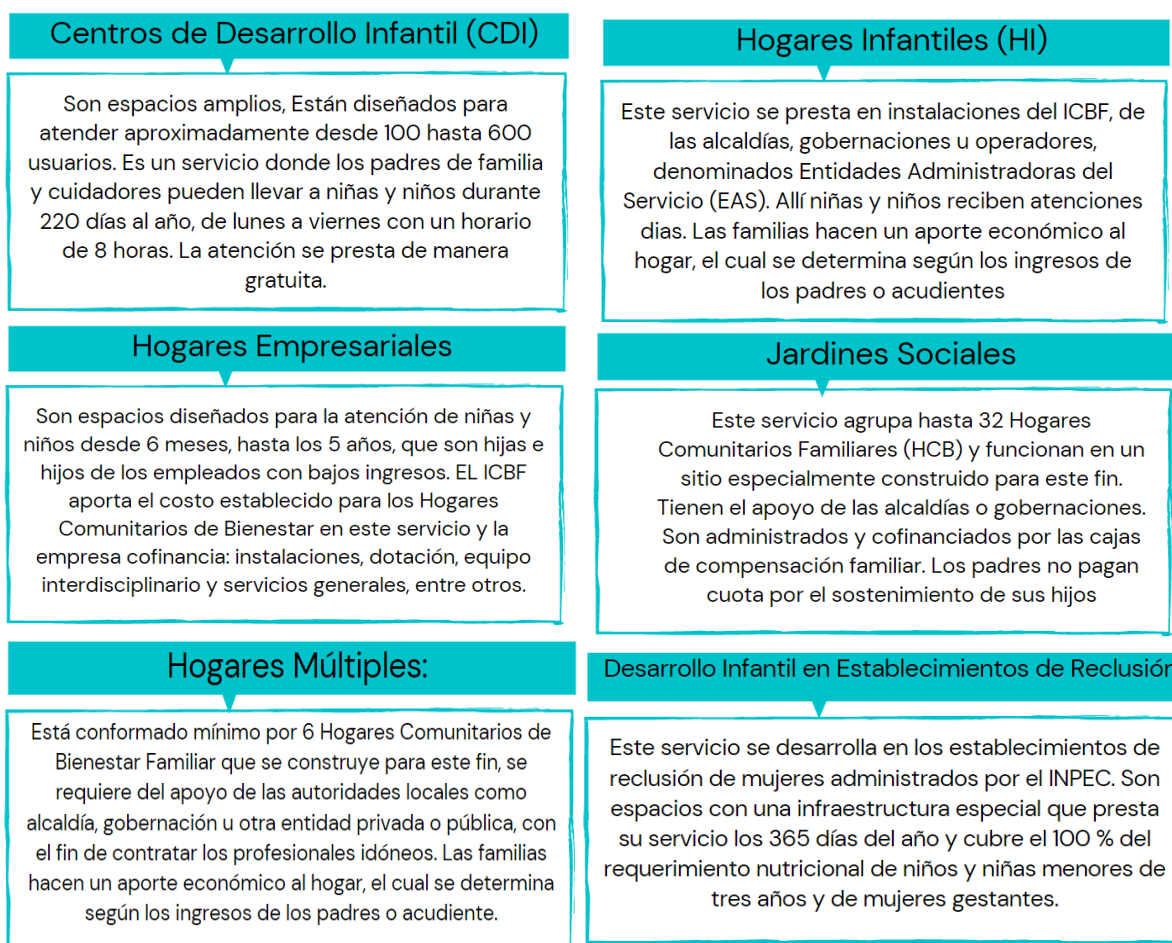 Centros de Desarrollo Infantil (CDI)
Son espacios amplios, Están diseñados para
atender aproximadamente desde 100 hasta 600
usuarios. Es un servicio donde los padres de familia
y cuidadores pueden llevar a niñas y niños durante
220 días al año, de lunes a viernes con un horario
de 8 horas. La atención se presta de manera
gratuita.
Hogares Infantiles (HI)
Este servicio se presta en instalaciones del ICBF, de
las alcaldías, gobernaciones u operadores,
denominados Entidades Administradoras del
Servicio (EAS). Allí niñas y niños reciben atenciones
dias. Las familias hacen un aporte económico al
hogar, el cual se determina según los ingresos de
los padres o acudientes
Hogares Empresariales
Son espacios diseñados para la atención de niñas y
niños desde 6 meses, hasta los 5 años, que son hijas e
hijos de los empleados con bajos ingresos. EL ICBF
aporta el costo establecido para los Hogares
Comunitarios de Bienestar en este servicio y la
empresa cofinancia: instalaciones, dotación, equipo
interdisciplinario y servicios generales, entre otros.
Jardines Sociales
Este servicio agrupa hasta 32 Hogares
Comunitarios Familiares (HCB) y funcionan en un
sitio especialmente construido para este fin.
Tienen el apoyo de las alcaldías o gobernaciones.
Son administrados y cofinanciados por las cajas
de compensación familiar. Los padres no pagan
cuota por el sostenimiento de sus hijos
Hogares Múltiples:
Está conformado mínimo por 6 Hogares Comunitarios de
Bienestar Familiar que se construye para este fin, se
requiere del apoyo de las autoridades locales como
alcaldía, gobernación u otra entidad privada o pública, con
el fin de contratar los profesionales idóneos. Las familias
hacen un aporte económico al hogar, el cual se determina
según los ingresos de los padres o acudiente.
Desarrollo Infantil en Establecimientos de Reclusión
Este servicio se desarrolla en los establecimientos de
reclusión de mujeres administrados por el INPEC. Son
espacios con una infraestructura especial que presta
su servicio los 365 días del año y cubre el 100 % del
requerimiento nutricional de niños y niñas menores de
tres años y de mujeres gestantes.